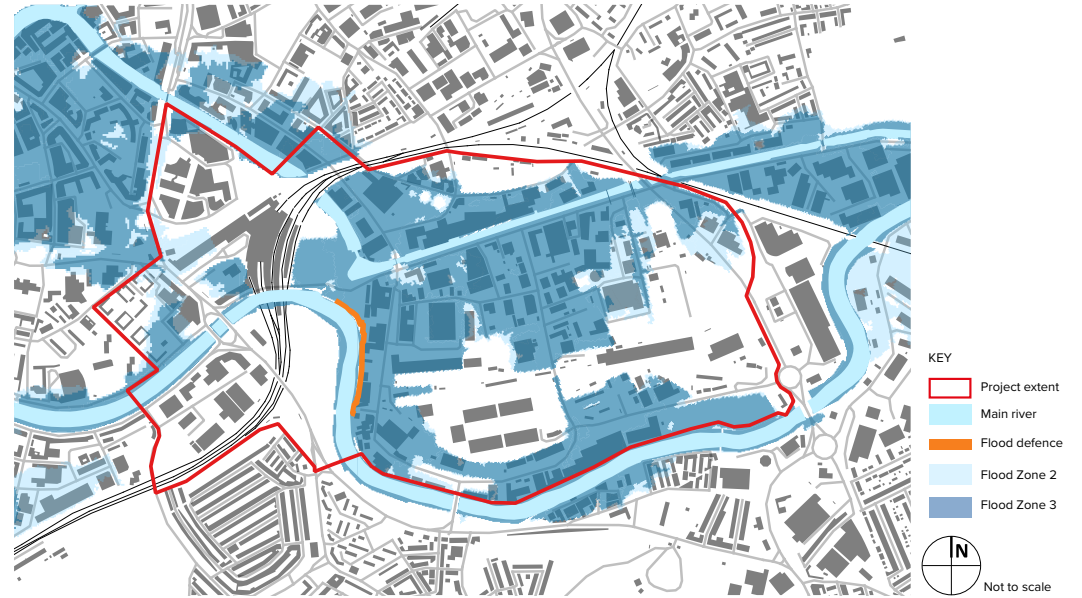 KEY
Project extent
Main river
Flood defence
Flood Zone 2
Flood Zone 3
N
Not to scale